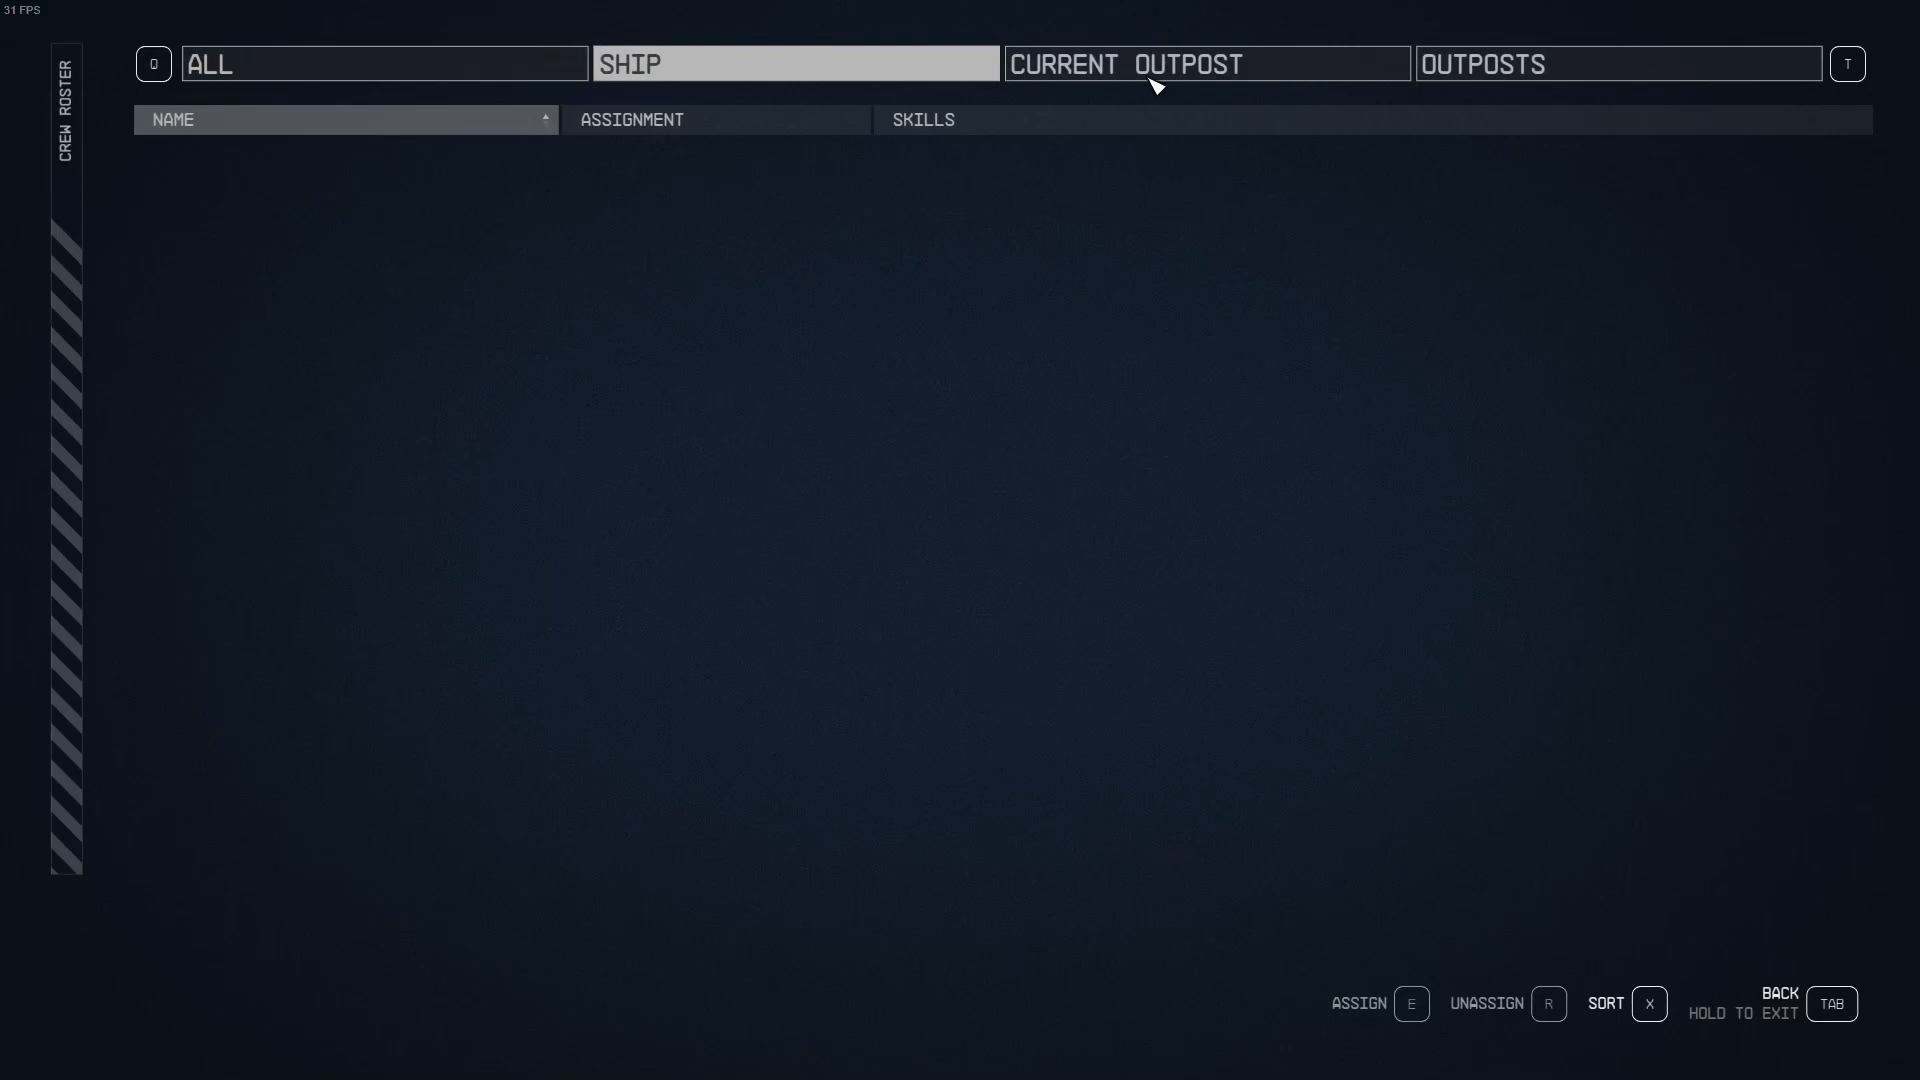 31 FPS
CREW ROSTER
Q
ALL
SHIP
CURRENT OUTPOST
OUTPOSTS
T
NAME
ASSIGNMENT
SKILLS
ASSIGN E
UNASSIGN R
SORT X
BACK
HOLD TO EXIT
TAB